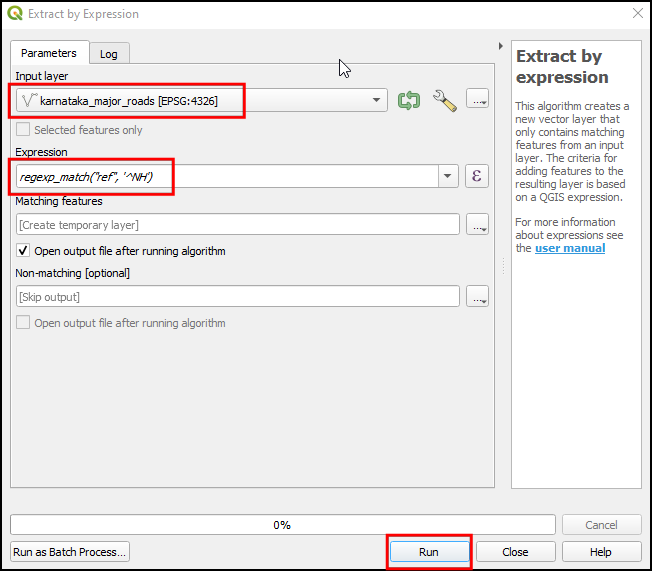 Extract by Expression
Parameters
Log
Input layer
karnataka_major_roads [EPSG:4326]
...
Selected features only
Expression
regexp_match("ref", '^NH')
ε
Matching features
[Create temporary layer]
...
Open output file after running algorithm
Non-matching [optional]
[Skip output]
...
Open output file after running algorithm
Extract by
expression
This algorithm creates a
new vector layer that
only contains matching
features from an input
layer. The criteria for
adding features to the
resulting layer is based
on a QGIS expression.
For more information
about expressions see
the user manual
0%
Cancel
Run as Batch Process...
Run
Close
Help